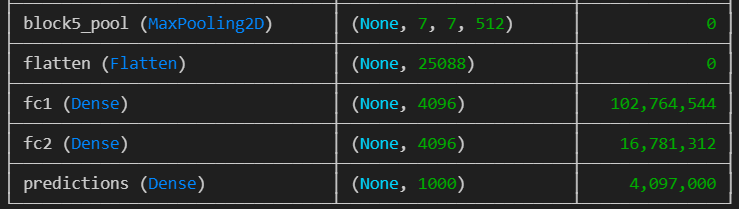 block5_pool (MaxPooling2D) (None, 7, 7, 512) 0
flatten (Flatten) (None, 25088) 0
fc1 (Dense) (None, 4096) 102,764,544
fc2 (Dense) (None, 4096) 16,781,312
predictions (Dense) (None, 1000) 4,097,000